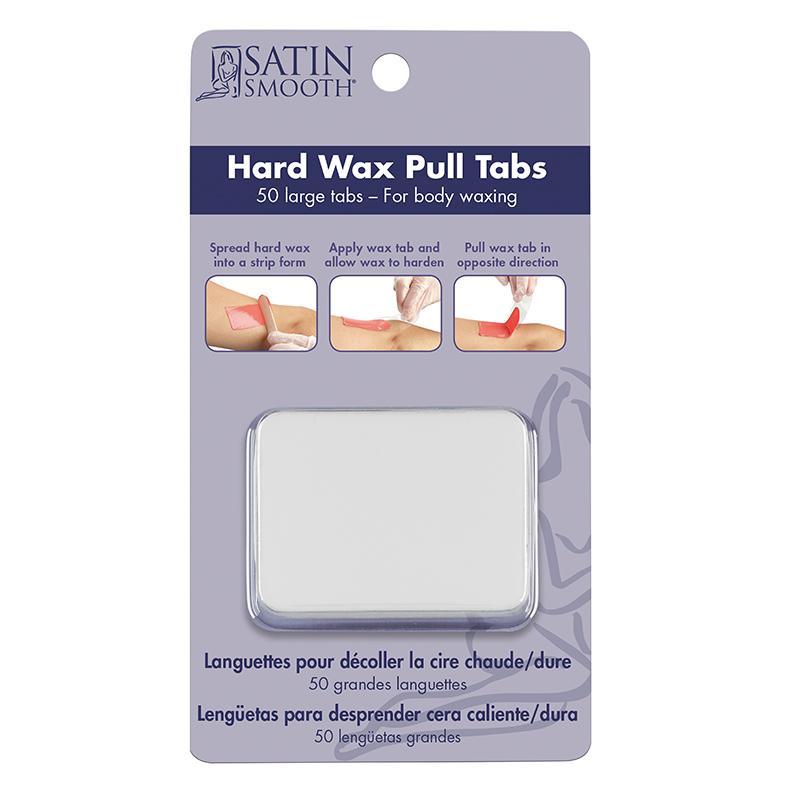 SATIN
SMOOTH®
Hard Wax Pull Tabs
50 large tabs – For body waxing
Spread hard wax
into a strip form
Apply wax tab and
allow wax to harden
Pull wax tab in
opposite direction
Languettes pour décoller la cire chaude/dure
50 grandes languettes
Lengüetas para desprender cera caliente/dura
50 lengüetas grandes